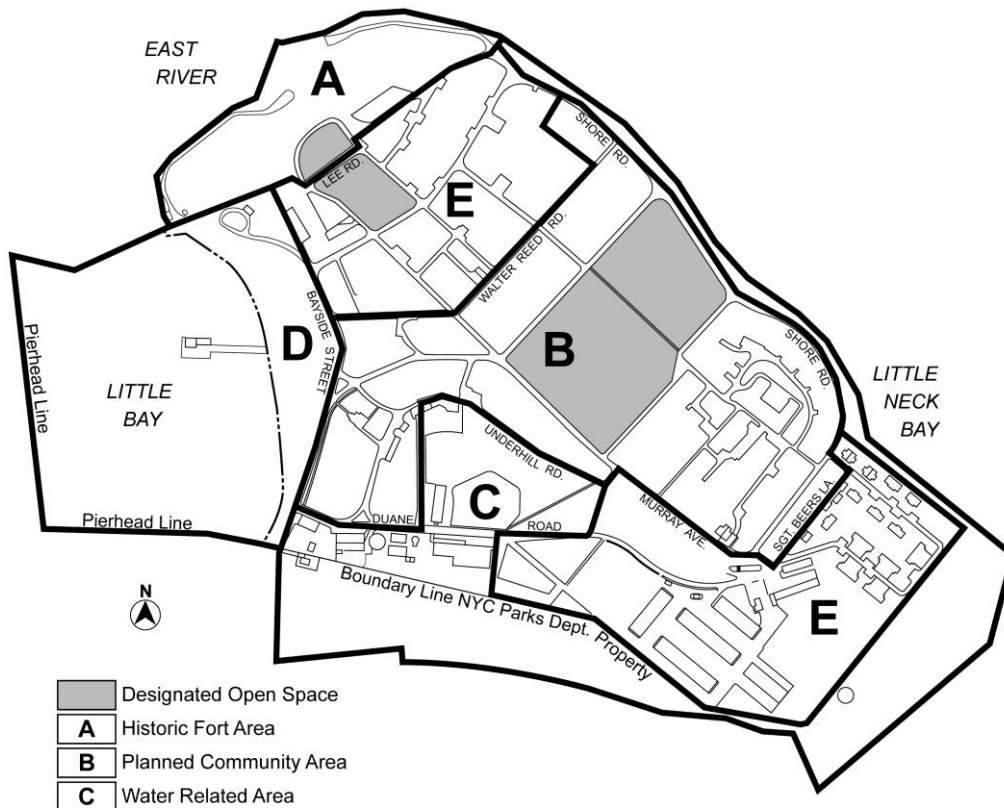 EAST
RIVER
A
SHORE RD.
LEE RD.
E
WALTER REED RD.
BAYSIDE STREET
D
B
SHORE RD.
Pierhead Line
LITTLE
BAY
LITTLE
NECK
BAY
UNDERHILL RD.
C
MURRAY AVE.
SGT. BEERS LA.
Pierhead Line
DUANE ROAD
Boundary Line NYC Parks Dept. Property
N
E
Designated Open Space
A Historic Fort Area
B Planned Community Area
C Water Related Area